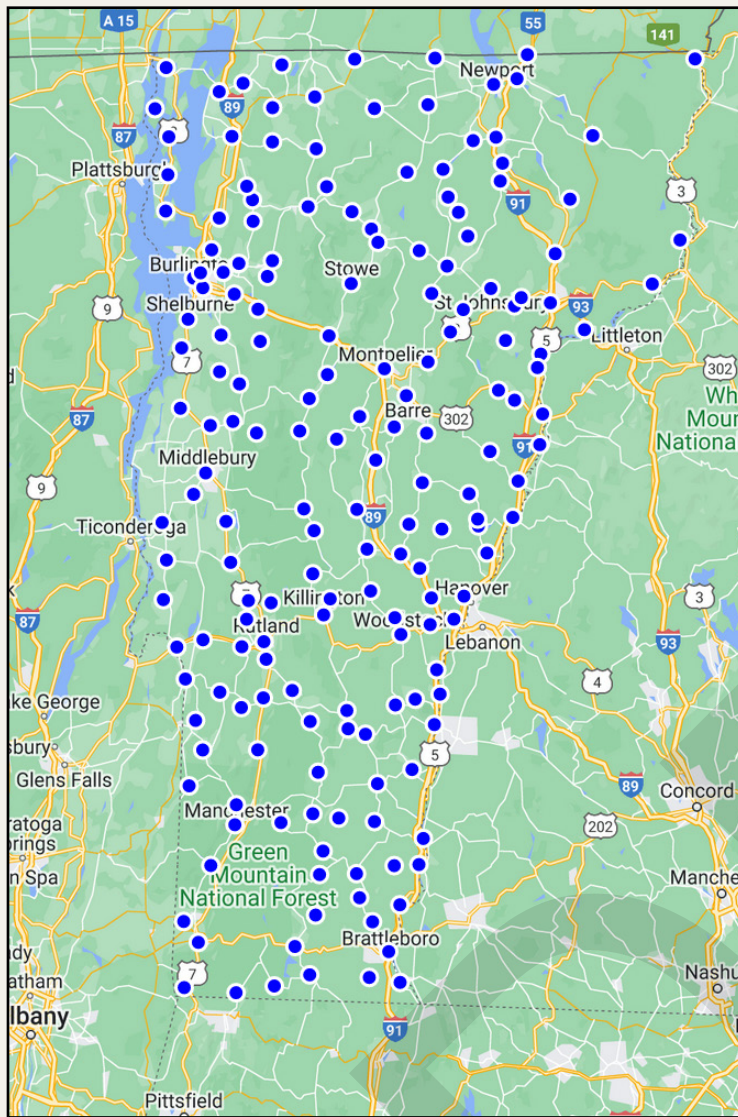 A 15
55
141
Newport
89
87
Plattsburgh
3
91
Burlington
Stowe
Shelburne
St Johnsbury
93
9
5
Littleton
7
Montpelier
302
Wh
Moun
National
Barre
302
87
91
Middlebury
9
89
Ticonderoga
Killington
Hanover
3
87
Rutland
Woodstock
Lebanon
93
4
ke George
sbury
5
Glens Falls
89
Concord
Manchester
202
ratoga
prings
Green
Mountain
National Forest
n Spa
Manche
Brattleboro
dy
7
Nashu
atham
lbany
91
Pittsfield
93